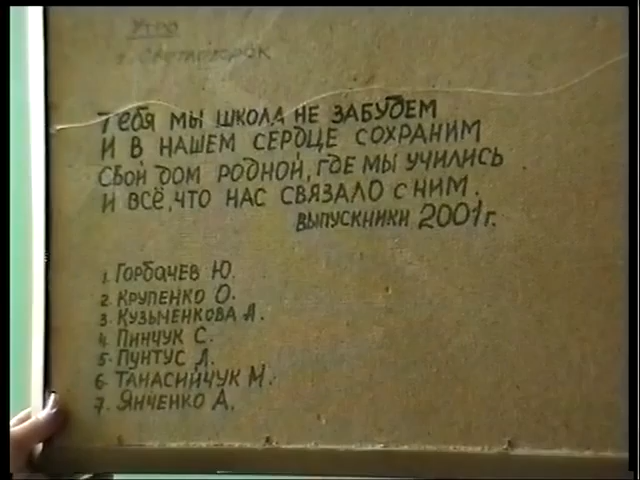 Утро
Тебя мы школа не забудем
и в нашем сердце сохраним
свой дом родной, где мы учились
и всё, что нас связало с ним.
выпускники 2001г.
1. Горбачев Ю.
2. Крупенко О.
3. Кузыченкова А.
4. Пинчук С.
5. Пунтус Л.
6. Танасийчук М.
7. Янченко А.